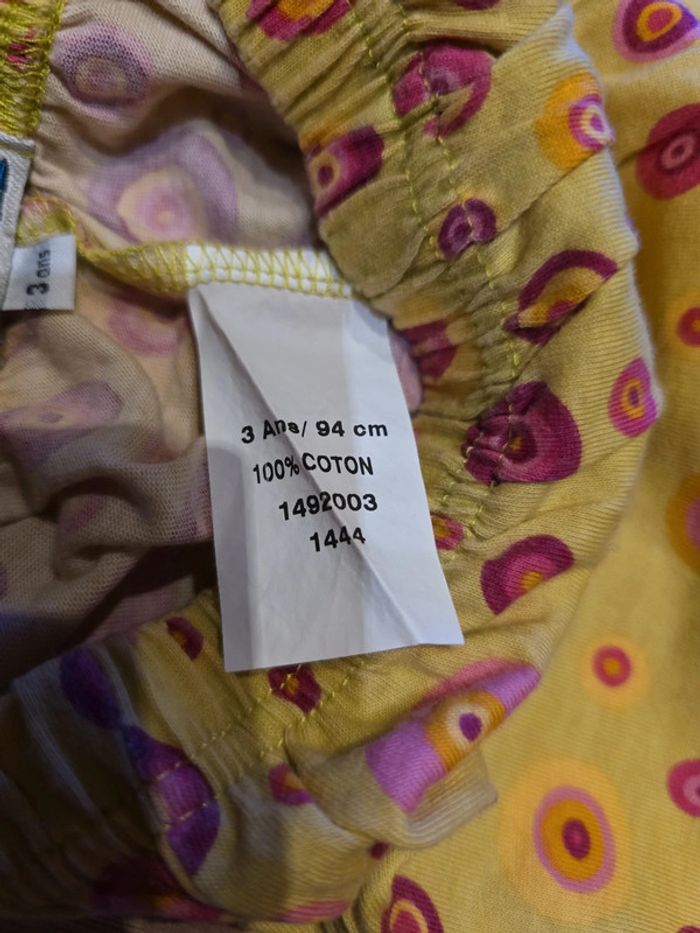 3 ans
3 Ans/ 94 cm
100% COTON
1492003
1444